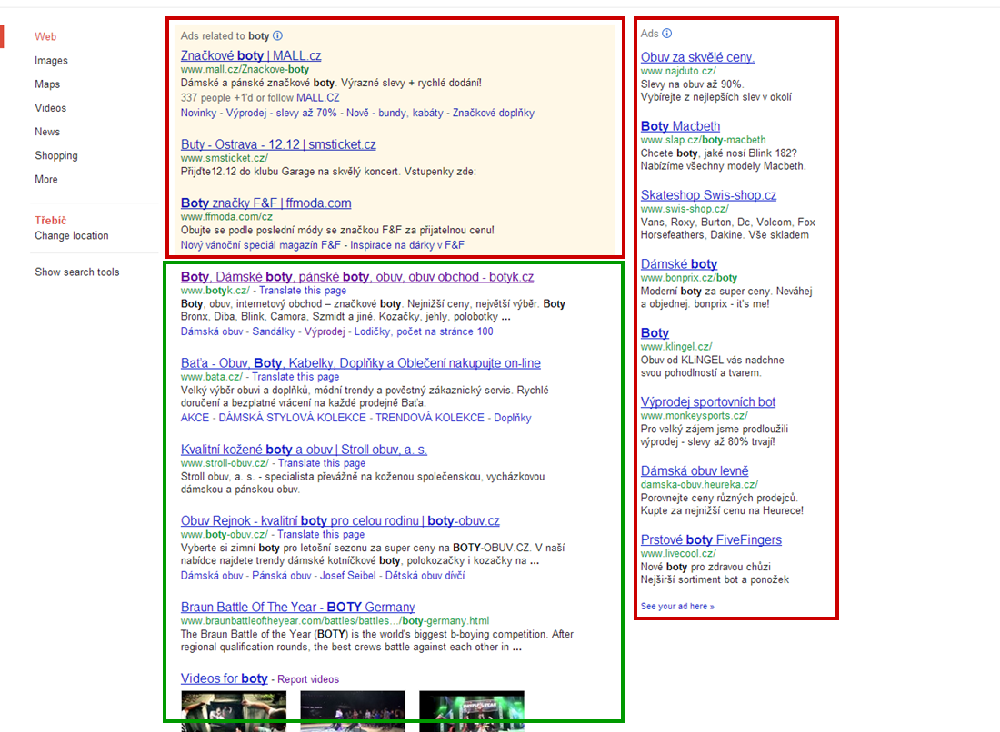 Web
Images
Maps
Videos
News
Shopping
More
Třebíč
Change location
Show search tools
Ads related to boty
Značkové boty | MALL.cz
www.mall.cz/Znackove-boty
Dámské a pánské značkové boty. Výrazné slevy + rychlé dodání!
337 people +1'd or follow MALL.CZ
Novinky - Výprodej - slevy až 70% - Nově - bundy, kabáty - Značkové doplňky
Buty - Ostrava - 12.12 | smsticket.cz
www.smsticket.cz/
Přijďte12.12 do klubu Garage na skvělý koncert. Vstupenky zde:
Boty značky F&F | ffmoda.com
www.ffmoda.com/cz
Obujte se podle poslední módy se značkou F&F za přijatelnou cenu!
Nový vánoční speciál magazín F&F - Inspirace na dárky v F&F
Boty, Dámské boty, pánské boty, obuv, obuv obchod - botyk.cz
www.botyk.cz/ - Translate this page
Boty, obuv, internetový obchod – značkové boty. Nejnižší ceny, největší výběr. Boty
Bronx, Diba, Blink, Camora, Szmidt a jiné. Kozačky, jehly, polobotky ...
Dámská obuv - Sandálky - Výprodej - Lodičky, počet na stránce 100
Baťa - Obuv, Boty, Kabelky, Doplňky a Oblečení nakupujte on-line
www.bata.cz/ - Translate this page
Velký výběr obuvi a doplňků, módní trendy a pověstný zákaznický servis. Rychlé
doručení a bezplatné vrácení na každé prodejně Baťa.
AKCE - DÁMSKÁ STYLOVÁ KOLEKCE - TRENDOVÁ KOLEKCE - Doplňky
Kvalitní kožené boty a obuv | Stroll obuv, a. s.
www.stroll-obuv.cz/ - Translate this page
Stroll obuv, a. s. - specialista převážně na koženou společenskou, vycházkovou
dámskou a pánskou obuv.
Obuv Rejnok - kvalitní boty pro celou rodinu | boty-obuv.cz
www.boty-obuv.cz/ - Translate this page
Vyberte si zimní boty pro letošní sezonu za super ceny na BOTY-OBUV.CZ. V naší
nabídce najdete trendy dámské kotníčkové boty, polokozačky i kozačky na ...
Dámská obuv - Pánská obuv - Josef Seibel - Dětská obuv dívčí
Braun Battle Of The Year - BOTY Germany
www.braunbattleoftheyear.com/battles/battles.../boty-germany.html
The Braun Battle of the Year (BOTY) is the world's biggest b-boying competition. After
regional qualification rounds, the best crews battle against each other in ...
Videos for boty - Report videos
Ads
Obuv za skvělé ceny.
www.najduto.cz/
Slevy na obuv až 90%.
Vybírejte z nejlepších slev v okolí
Boty Macbeth
www.slap.cz/boty-macbeth
Chcete boty, jaké nosí Blink 182?
Nabízíme všechny modely Macbeth.
Skateshop Swis-shop.cz
www.swis-shop.cz/
Vans, Roxy, Burton, Dc, Volcom, Fox
Horsefeathers, Dakine. Vše skladem
Dámské boty
www.bonprix.cz/boty
Moderní boty za super ceny. Neváhej
a objednej. bonprix - it's me!
Boty
www.klingel.cz/
Obuv od KLiNGEL vás nadchne
svou pohodlností a tvarem.
Výprodej sportovních bot
www.monkeysports.cz/
Pro velký zájem jsme prodloužili
výprodej - slevy až 80% trvají!
Dámská obuv levně
damska-obuv.heureka.cz/
Porovnejte ceny různých prodejců.
Kupte za nejnižší cenu na Heurece!
Prstové boty FiveFingers
www.livecool.cz/
Nové boty pro zdravou chůzi
Nejširší sortiment bot a ponožek
See your ad here »